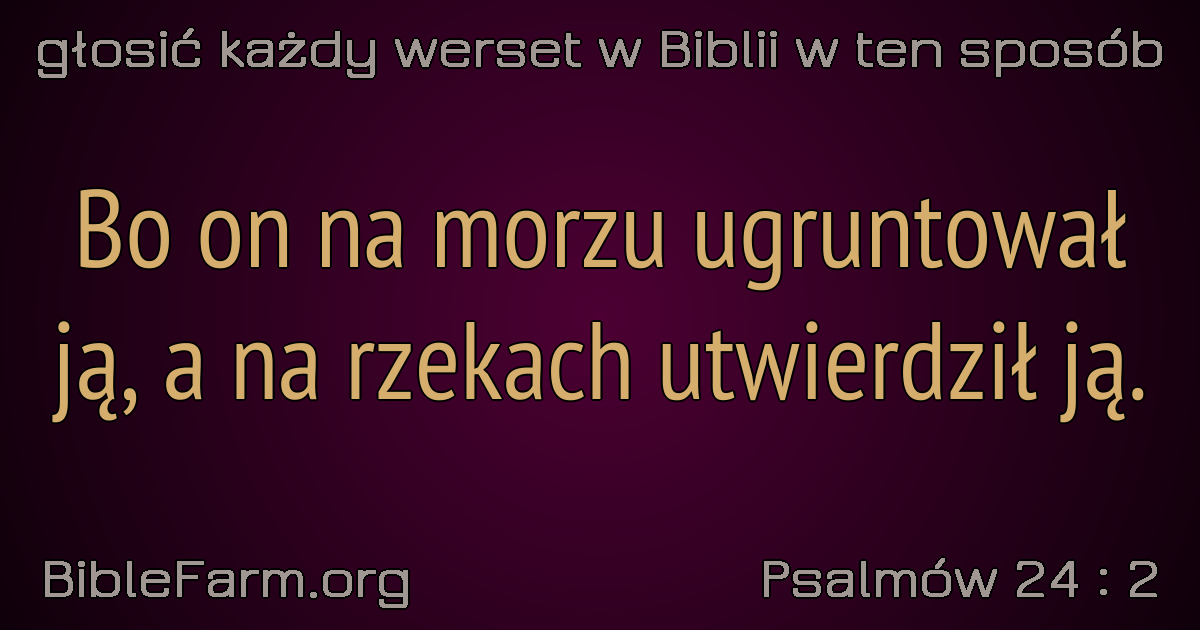 głosić każdy werset w Biblii w ten sposób
Bo on na morzu ugruntował
ją, a na rzekach utwierdził ją.
BibleFarm.org
Psalmów 24 : 2